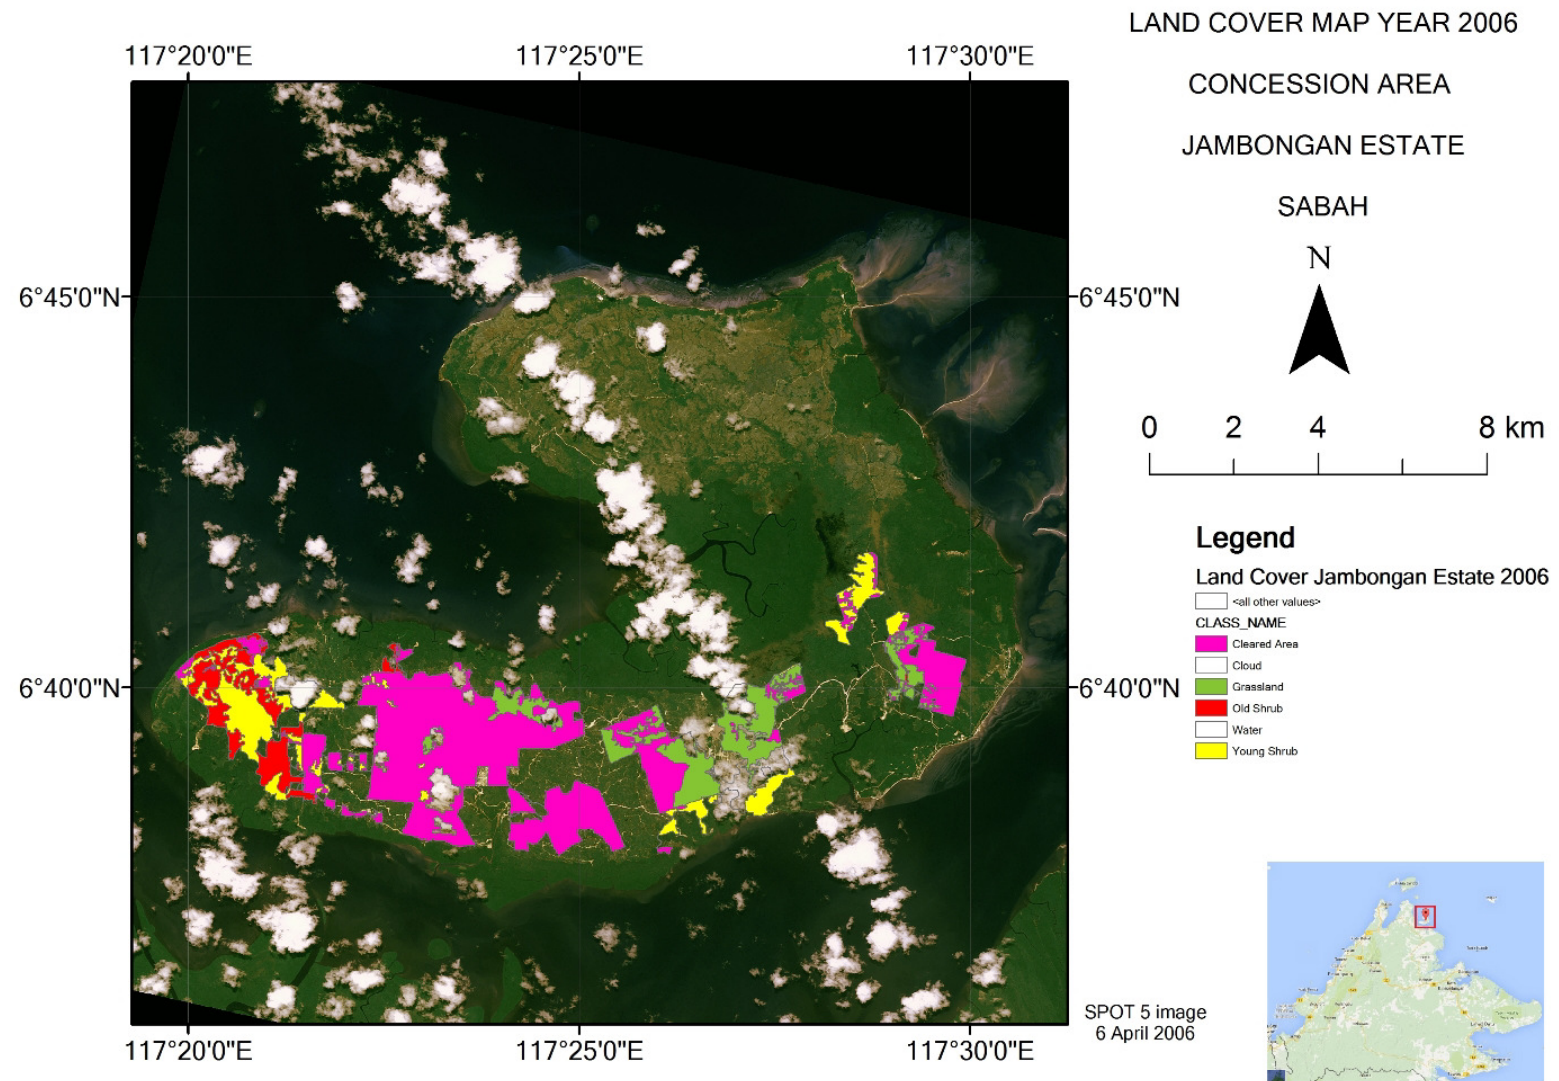 LAND COVER MAP YEAR 2006
CONCESSION AREA
JAMBONGAN ESTATE
SABAH
N
0 2 4 8 km
117°20'0"E 117°25'0"E 117°30'0"E
6°45'0"N 6°45'0"N
6°40'0"N 6°40'0"N
117°20'0"E 117°25'0"E 117°30'0"E
Legend
Land Cover Jambongan Estate 2006
<all other values>
CLASS_NAME
Cleared Area
Cloud
Grassland
Old Shrub
Water
Young Shrub
SPOT 5 image
6 April 2006